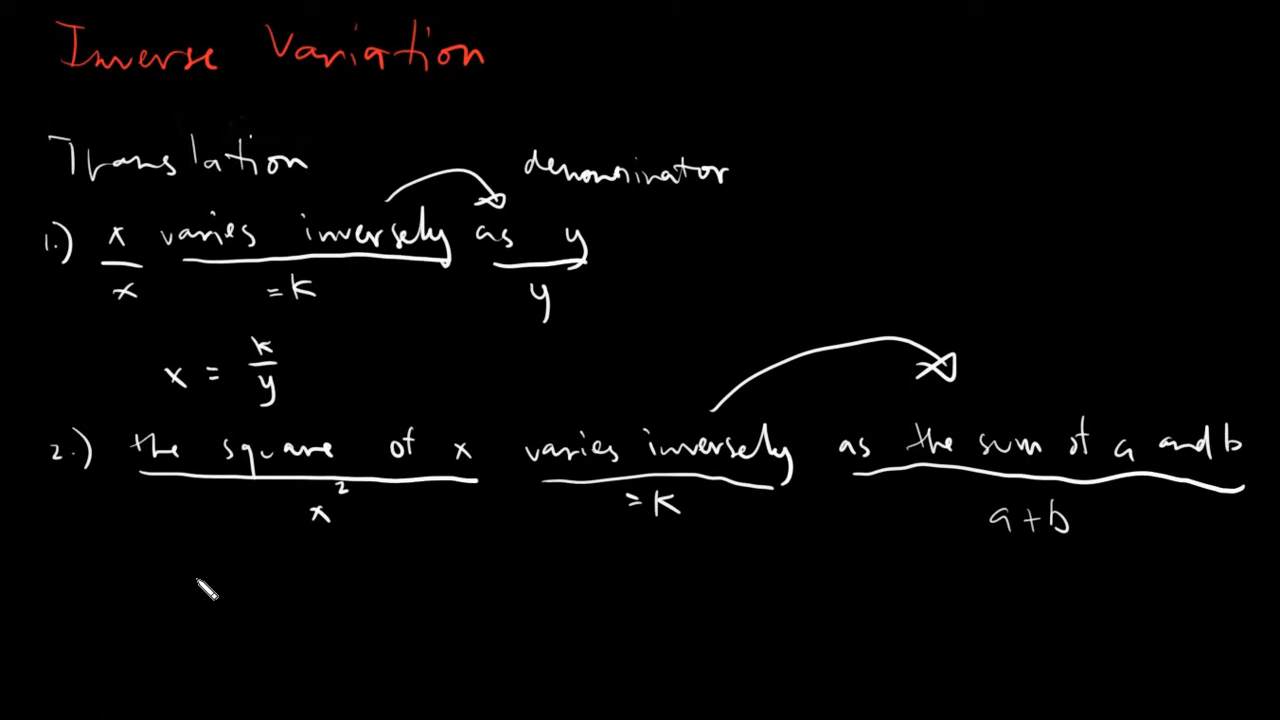 Inverse Variation
Translation
denominator
1.) x varies inversely as y
x = k y
x = k/y
2.) the square of x varies inversely as the sum of a and b
x² = k a + b